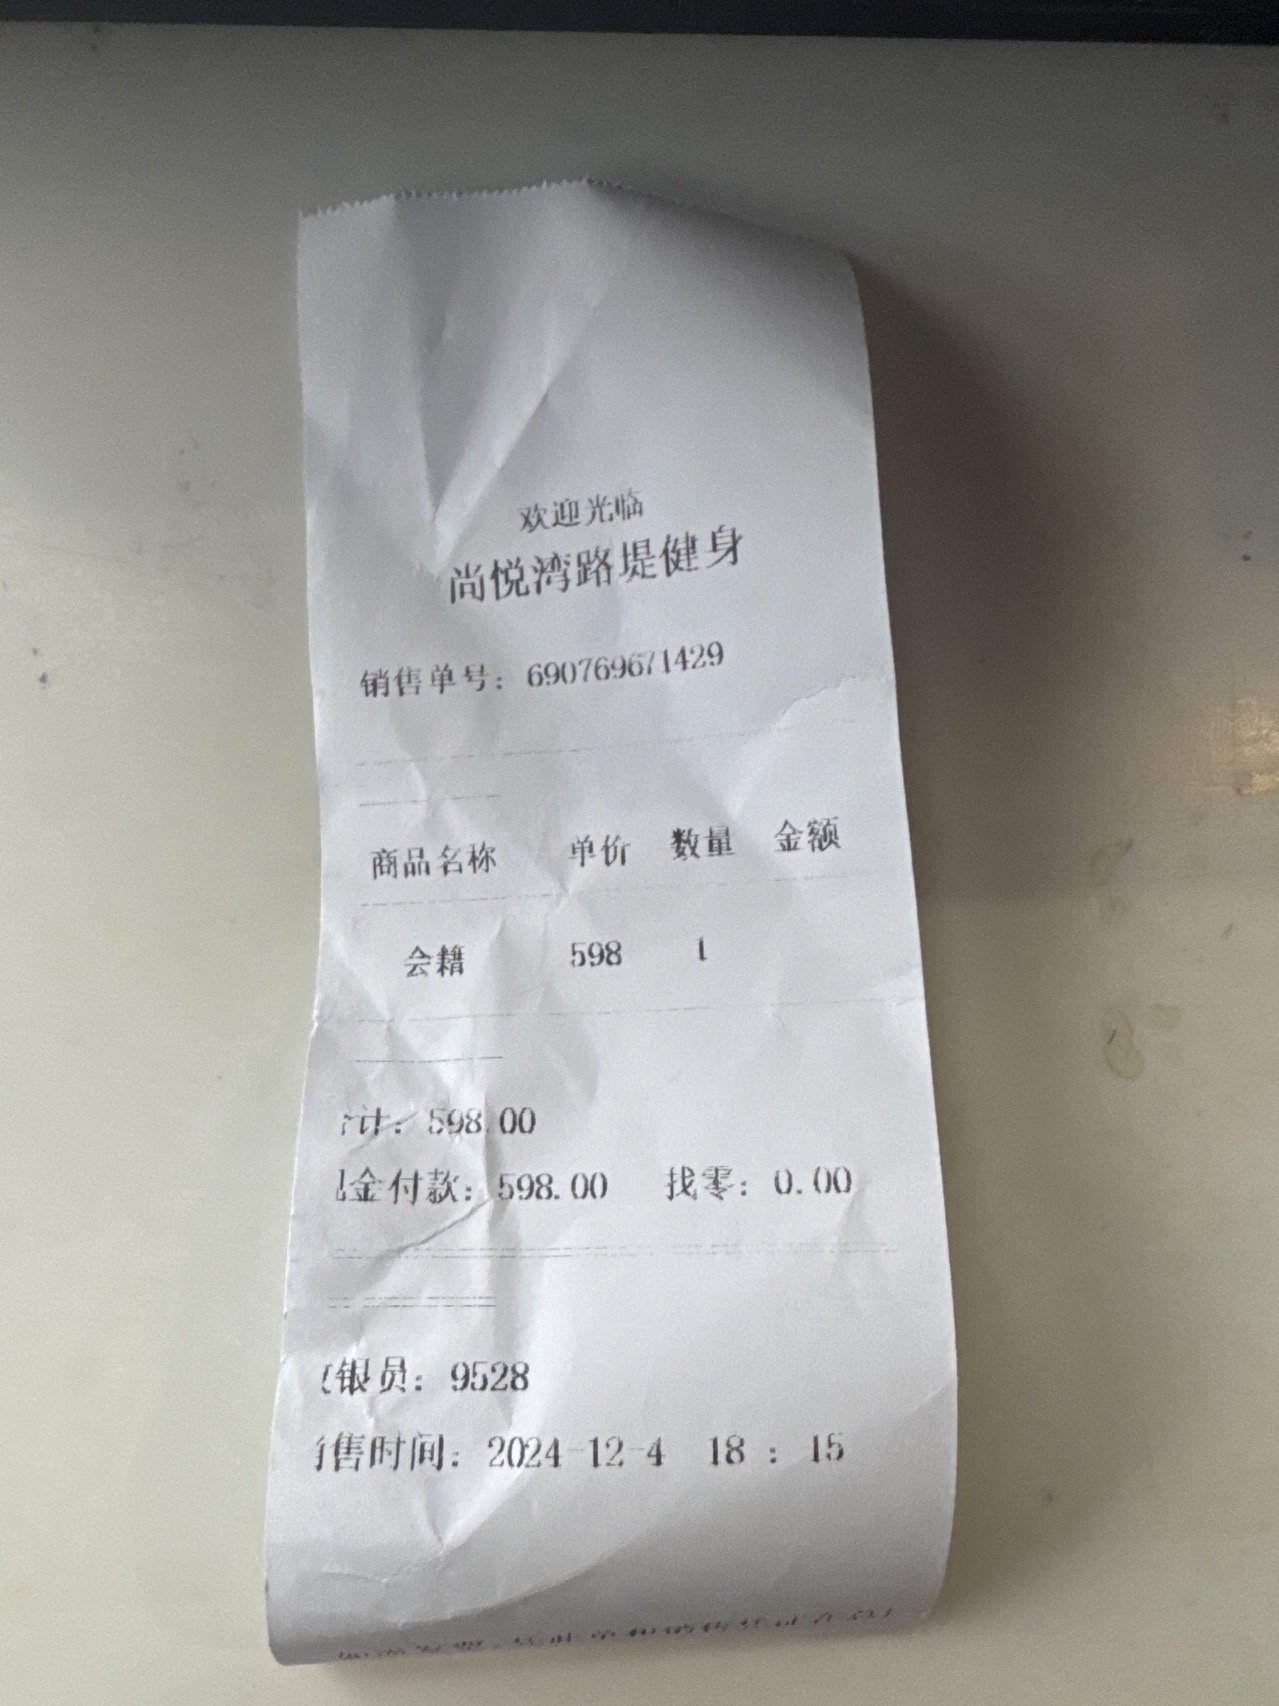 欢迎光临
尚悦湾路堤健身
销售单号：690769671429
商品名称 单价 数量 金额
会籍 598 1
计：598.00
金付款：598.00 找零：0.00
银员：9528
售时间：2024-12-4 18：15